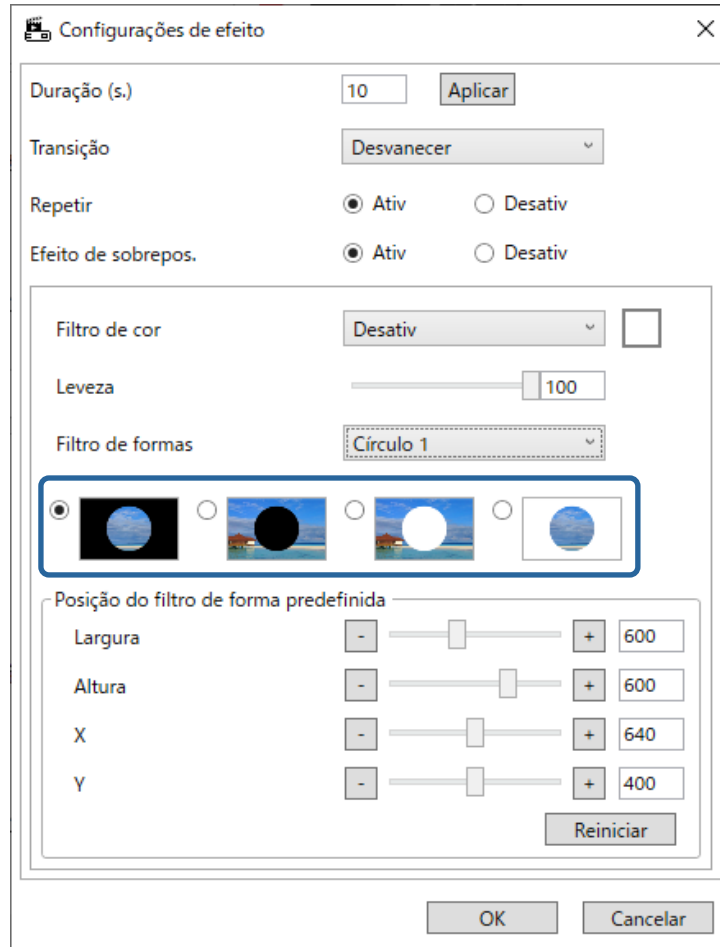 Configurações de efeito
Duração (s.) 10 Aplicar
Transição Desvanecer
Repetir Ativ Desativ
Efeito de sobrepos. Ativ Desativ
Filtro de cor Desativ
Leveza 100
Filtro de formas Círculo 1
Posição do filtro de forma predefinida
Largura - + 600
Altura - + 600
X - + 640
Y - + 400
Reiniciar
OK Cancelar